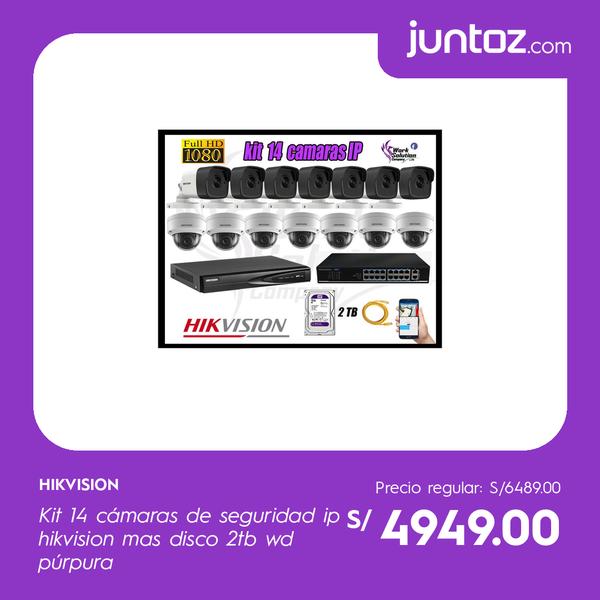 juntoz.com
Full HD
1080
kit 14 camaras IP
Work
Solution
Company
HIKVISION
2 TB
HIKVISION
Precio regular: S/6489.00
Kit 14 cámaras de seguridad ip
hikvision mas disco 2tb wd
púrpura
S/ 4949.00